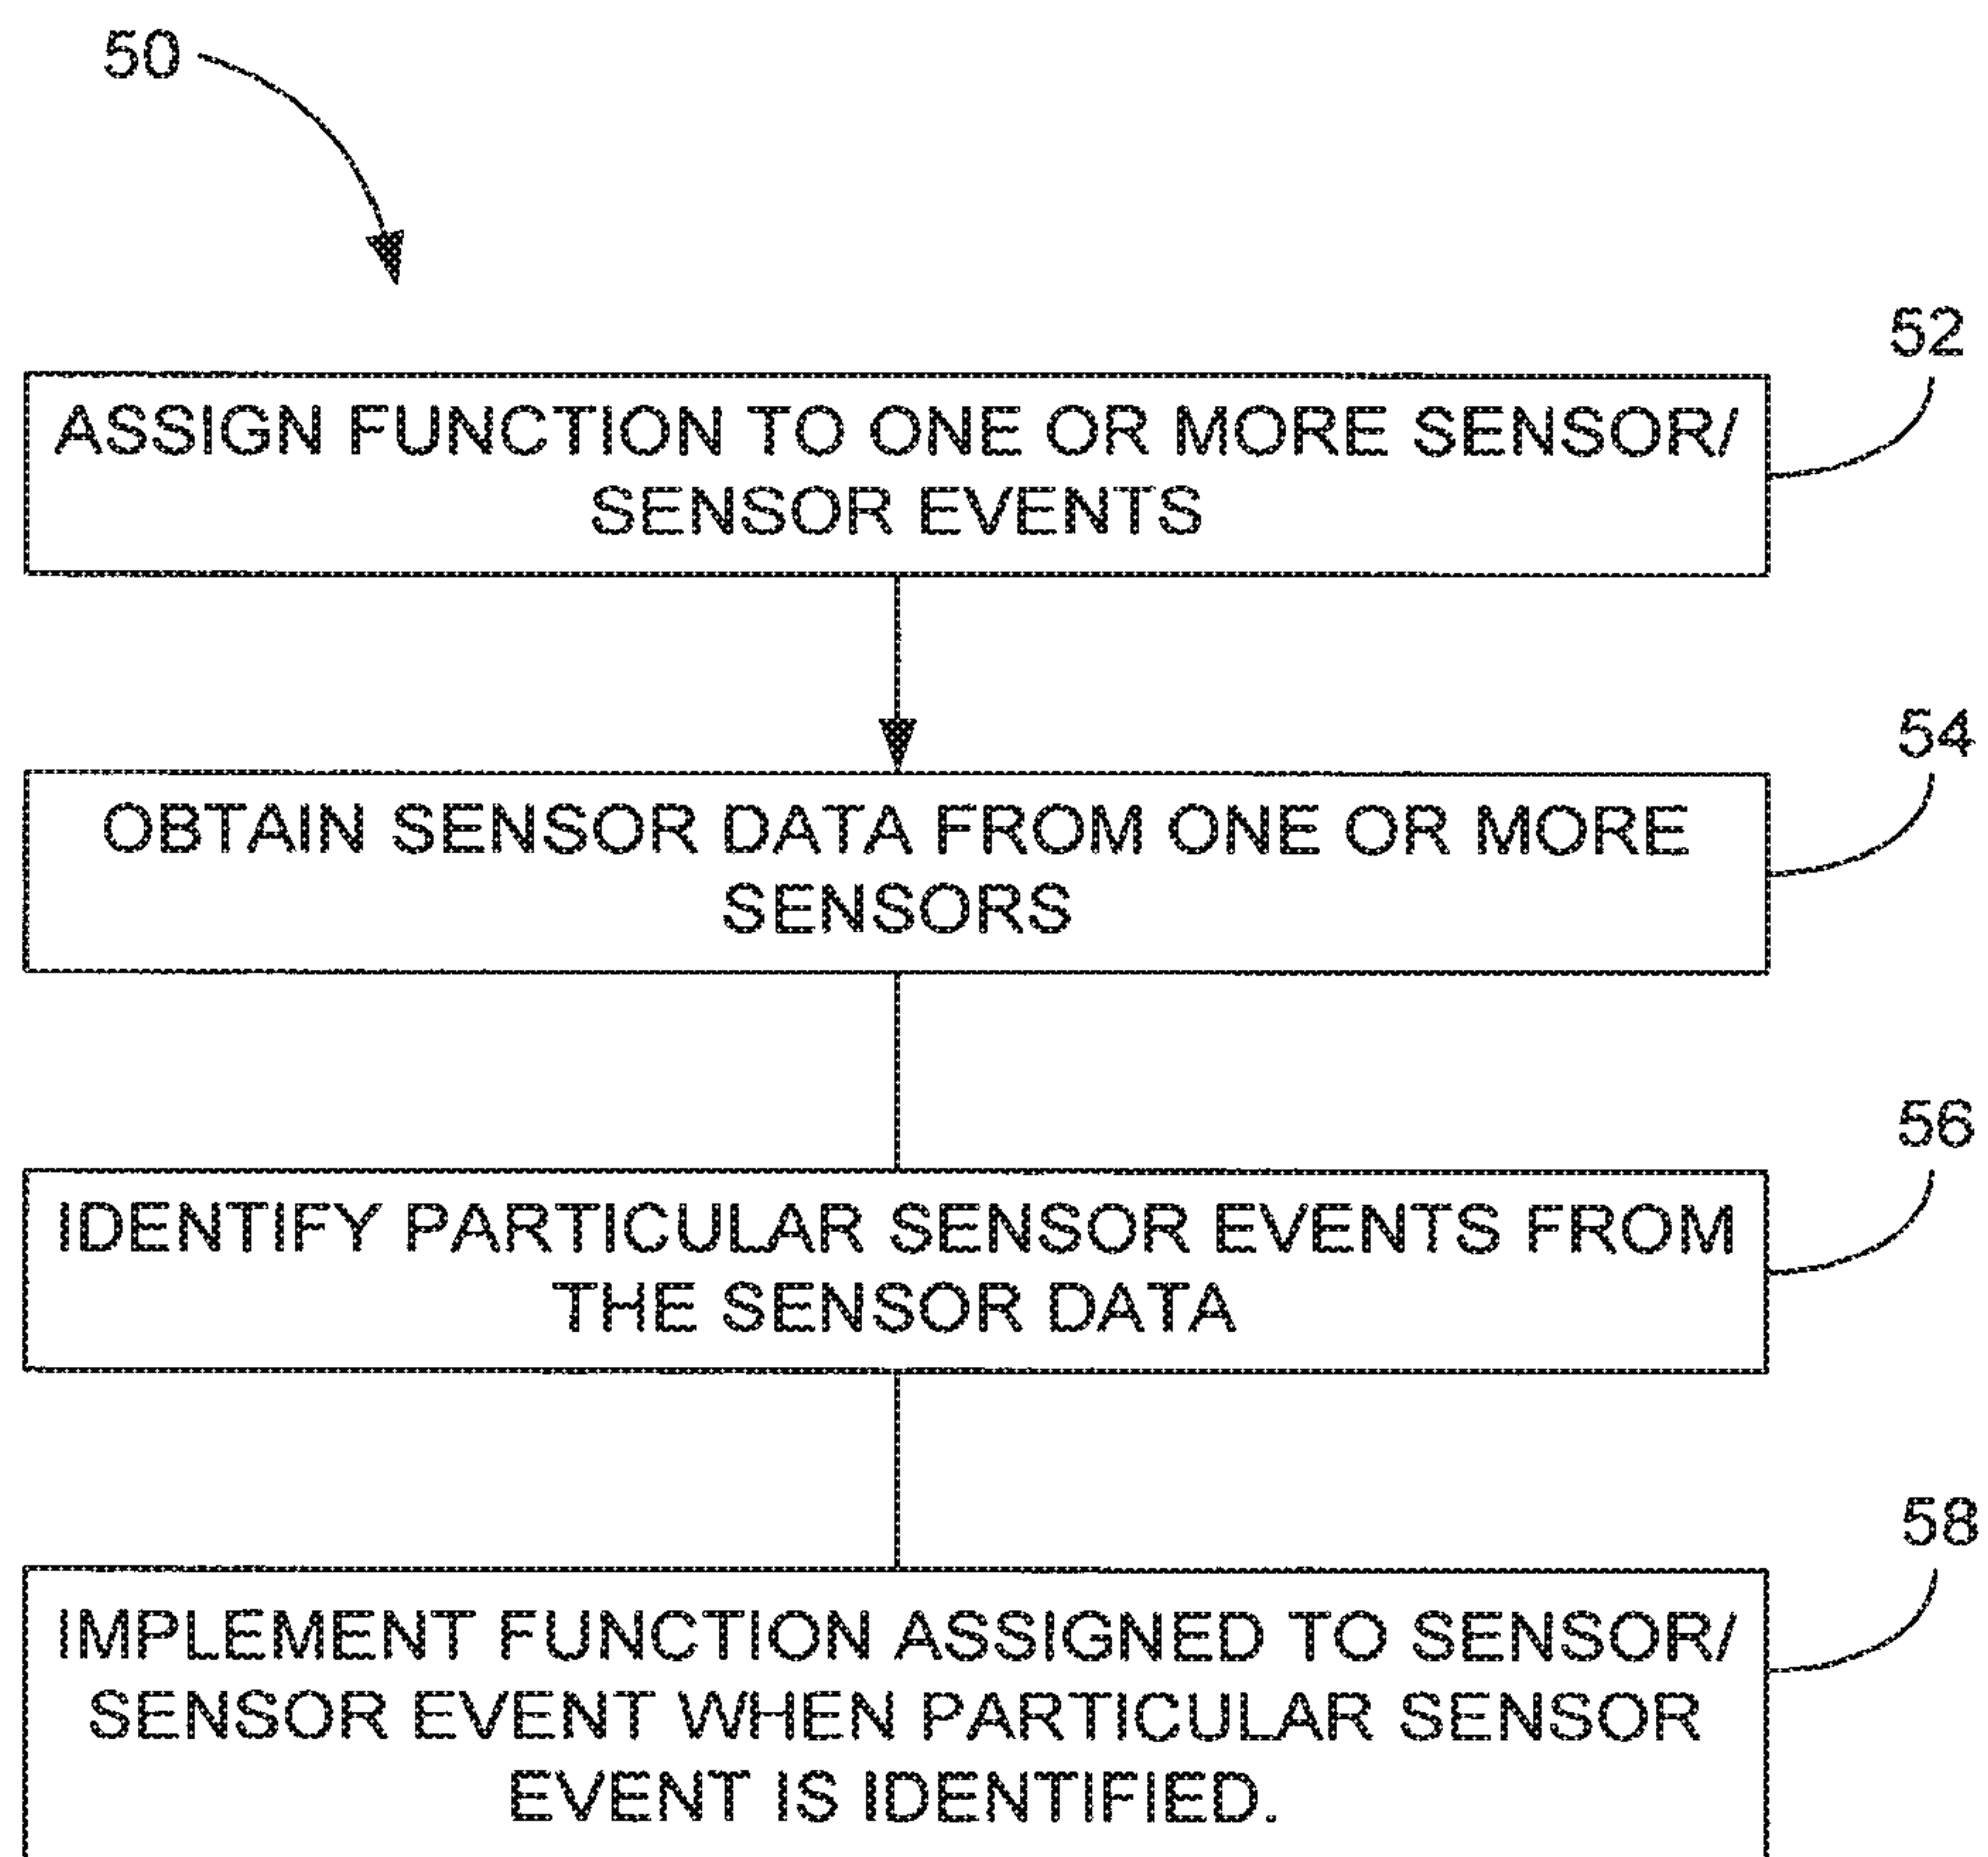 50
52
ASSIGN FUNCTION TO ONE OR MORE SENSOR/
SENSOR EVENTS
54
OBTAIN SENSOR DATA FROM ONE OR MORE
SENSORS
56
IDENTIFY PARTICULAR SENSOR EVENTS FROM
THE SENSOR DATA
58
IMPLEMENT FUNCTION ASSIGNED TO SENSOR/
SENSOR EVENT WHEN PARTICULAR SENSOR
EVENT IS IDENTIFIED.